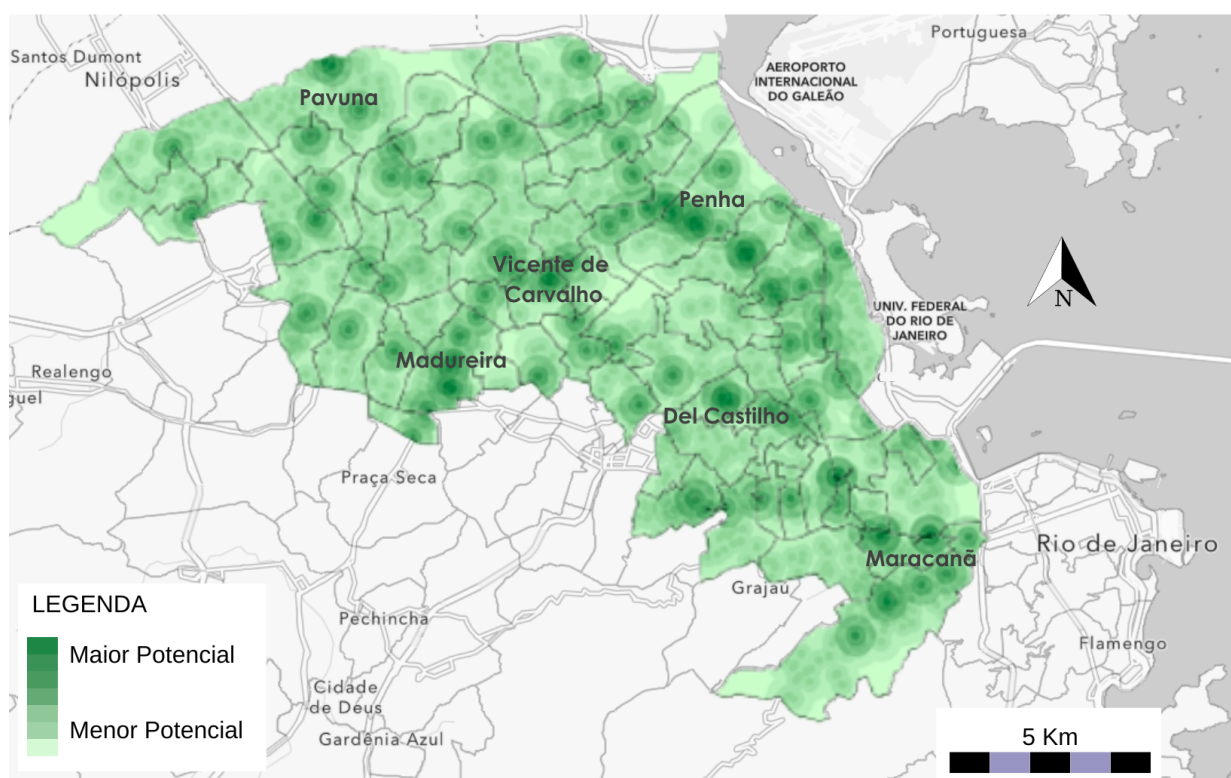 Portuguesa
Santos Dumont
Nilópolis
AEROPORTO
INTERNACIONAL
DO GALEÃO
Pavuna
Penha
Vicente de
Carvalho
N
UNIV. FEDERAL
DO RIO DE
JANEIRO
Madureira
Realengo
guel
Del Castilho
Praça Seca
Rio de Janeiro
Maracanã
Grajau
LEGENDA
Maior Potencial
Menor Potencial
Pechincha
Flamengo
Cidade
de Deus
Gardênia Azul
5 Km